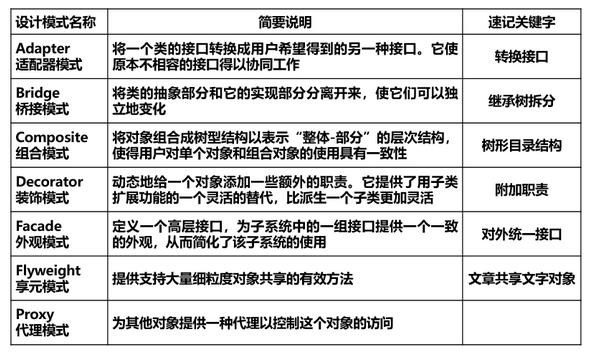 设计模式名称 简要说明 速记关键字
Adapter
适配器模式
将一个类的接口转换成用户希望得到的另一种接口。它使
原本不相容的接口得以协同工作
转换接口
Bridge
桥接模式
将类的抽象部分和它的实现部分分离开来，使它们可以独
立地变化
继承树拆分
Composite
组合模式
将对象组合成树型结构以表示“整体-部分”的层次结构，
使得用户对单个对象和组合对象的使用具有一致性
树形目录结构
Decorator
装饰模式
动态地给一个对象添加一些额外的职责。它提供了用子类
扩展功能的一个灵活的替代，比派生一个子类更加灵活
附加职责
Facade
外观模式
定义一个高层接口，为子系统中的一组接口提供一个一致
的外观，从而简化了该子系统的使用
对外统一接口
Flyweight
享元模式
提供支持大量细粒度对象共享的有效方法
文章共享文字对象
Proxy
代理模式
为其他对象提供一种代理以控制这个对象的访问